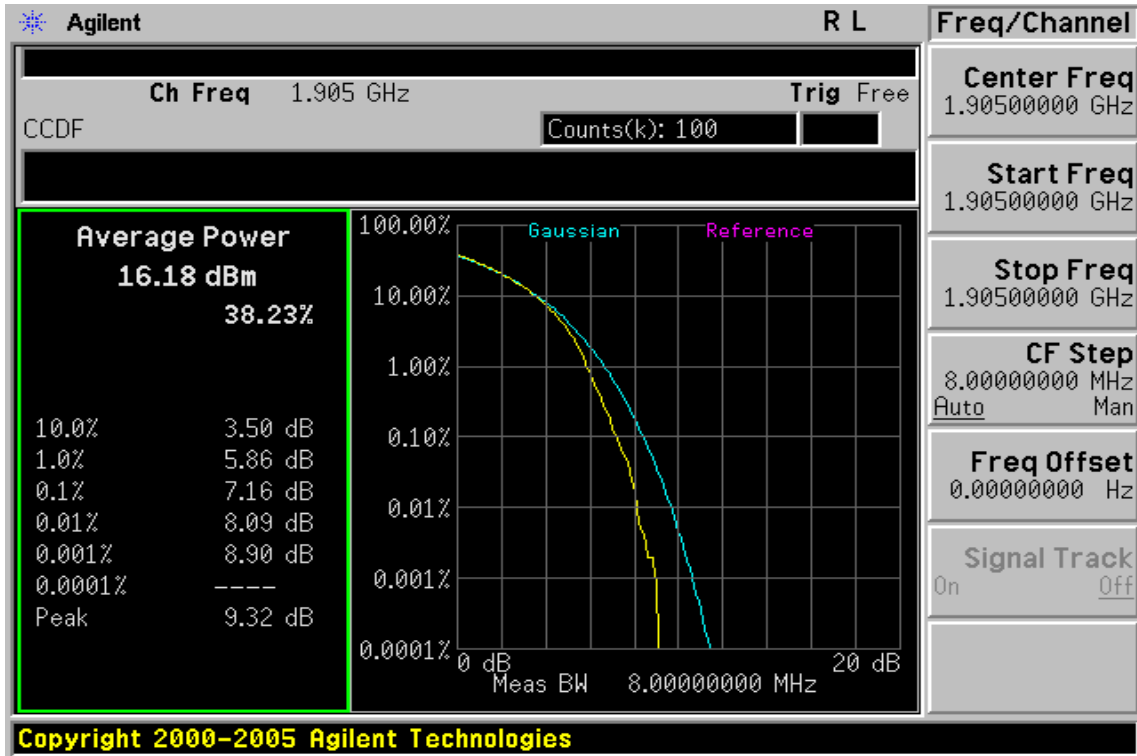 Agilent R L
Ch Freq 1.905 GHz Trig Free
CCDF Counts(k): 100
Average Power
16.18 dBm
38.23%
10.0% 3.50 dB
1.0% 5.86 dB
0.1% 7.16 dB
0.01% 8.09 dB
0.001% 8.90 dB
0.0001% ----
Peak 9.32 dB
100.00% Gaussian Reference
10.00%
1.00%
0.10%
0.01%
0.001%
0.0001%
0 dB 20 dB
Meas BW 8.00000000 MHz
Freq/Channel
Center Freq
1.90500000 GHz
Start Freq
1.90500000 GHz
Stop Freq
1.90500000 GHz
CF Step
8.00000000 MHz
Auto Man
Freq Offset
0.00000000 Hz
Signal Track
On Off
Copyright 2000-2005 Agilent Technologies